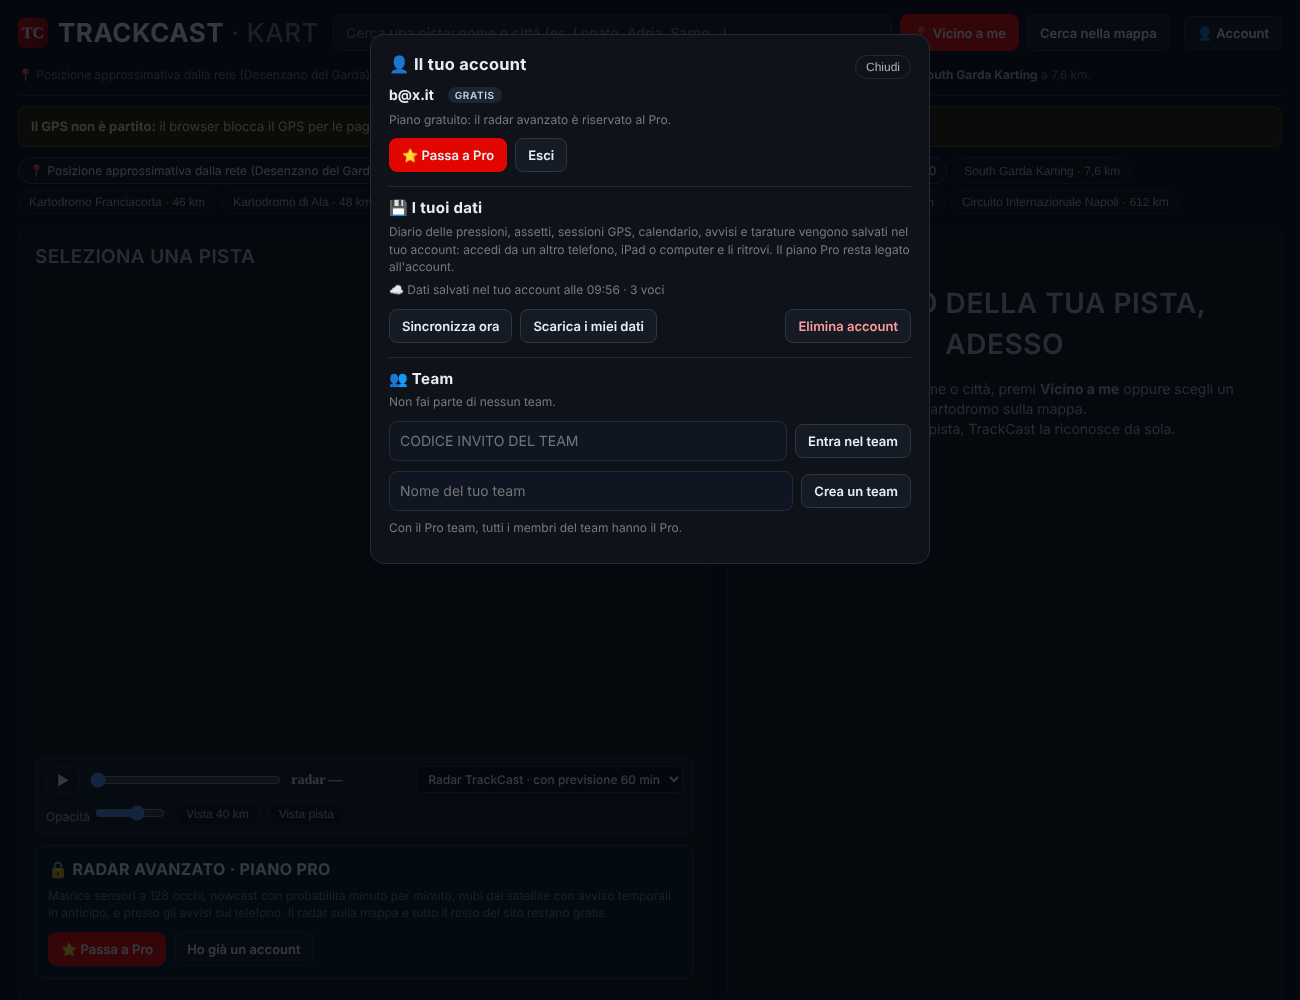 TC TRACKCAST · KART
Cerca una pista: nome o città (es. Lonato, Adria, Sarno...)
📍 Vicino a me
Cerca nella mappa
👤 Account
📍 Posizione approssimativa dalla rete (Desenzano del Garda)
South Garda Karting a 7,6 km.
Il GPS non è partito: il browser blocca il GPS per le pag
📍 Posizione approssimativa dalla rete (Desenzano del Gard
South Garda Karting · 7,6 km
Kartodromo Franciacorta · 46 km
Kartodromo di Ala · 48 km
Circuito Internazionale Napoli · 612 km
👤 Il tuo account
Chiudi
b@x.it GRATIS
Piano gratuito: il radar avanzato è riservato al Pro.
⭐ Passa a Pro
Esci
💾 I tuoi dati
Diario delle pressioni, assetti, sessioni GPS, calendario, avvisi e tarature vengono salvati nel
tuo account: accedi da un altro telefono, iPad o computer e li ritrovi. Il piano Pro resta legato
all'account.
☁️ Dati salvati nel tuo account alle 09:56 · 3 voci
Sincronizza ora
Scarica i miei dati
Elimina account
👥 Team
Non fai parte di nessun team.
CODICE INVITO DEL TEAM
Entra nel team
Nome del tuo team
Crea un team
Con il Pro team, tutti i membri del team hanno il Pro.
SELEZIONA UNA PISTA
radar —
Radar TrackCast · con previsione 60 min
Opacità
Vista 40 km
Vista pista
🔒 RADAR AVANZATO · PIANO PRO
Matrice sensori a 128 occhi, nowcast con probabilità minuto per minuto, nubi dal satellite con avviso temporali
in anticipo, e presto gli avvisi sul telefono. Il radar sulla mappa e tutto il resto del sito restano gratis.
⭐ Passa a Pro
Ho già un account
DELLA TUA PISTA,
ADESSO
me o città, premi Vicino a me oppure scegli un
artodromo sulla mappa.
pista, TrackCast la riconosce da sola.